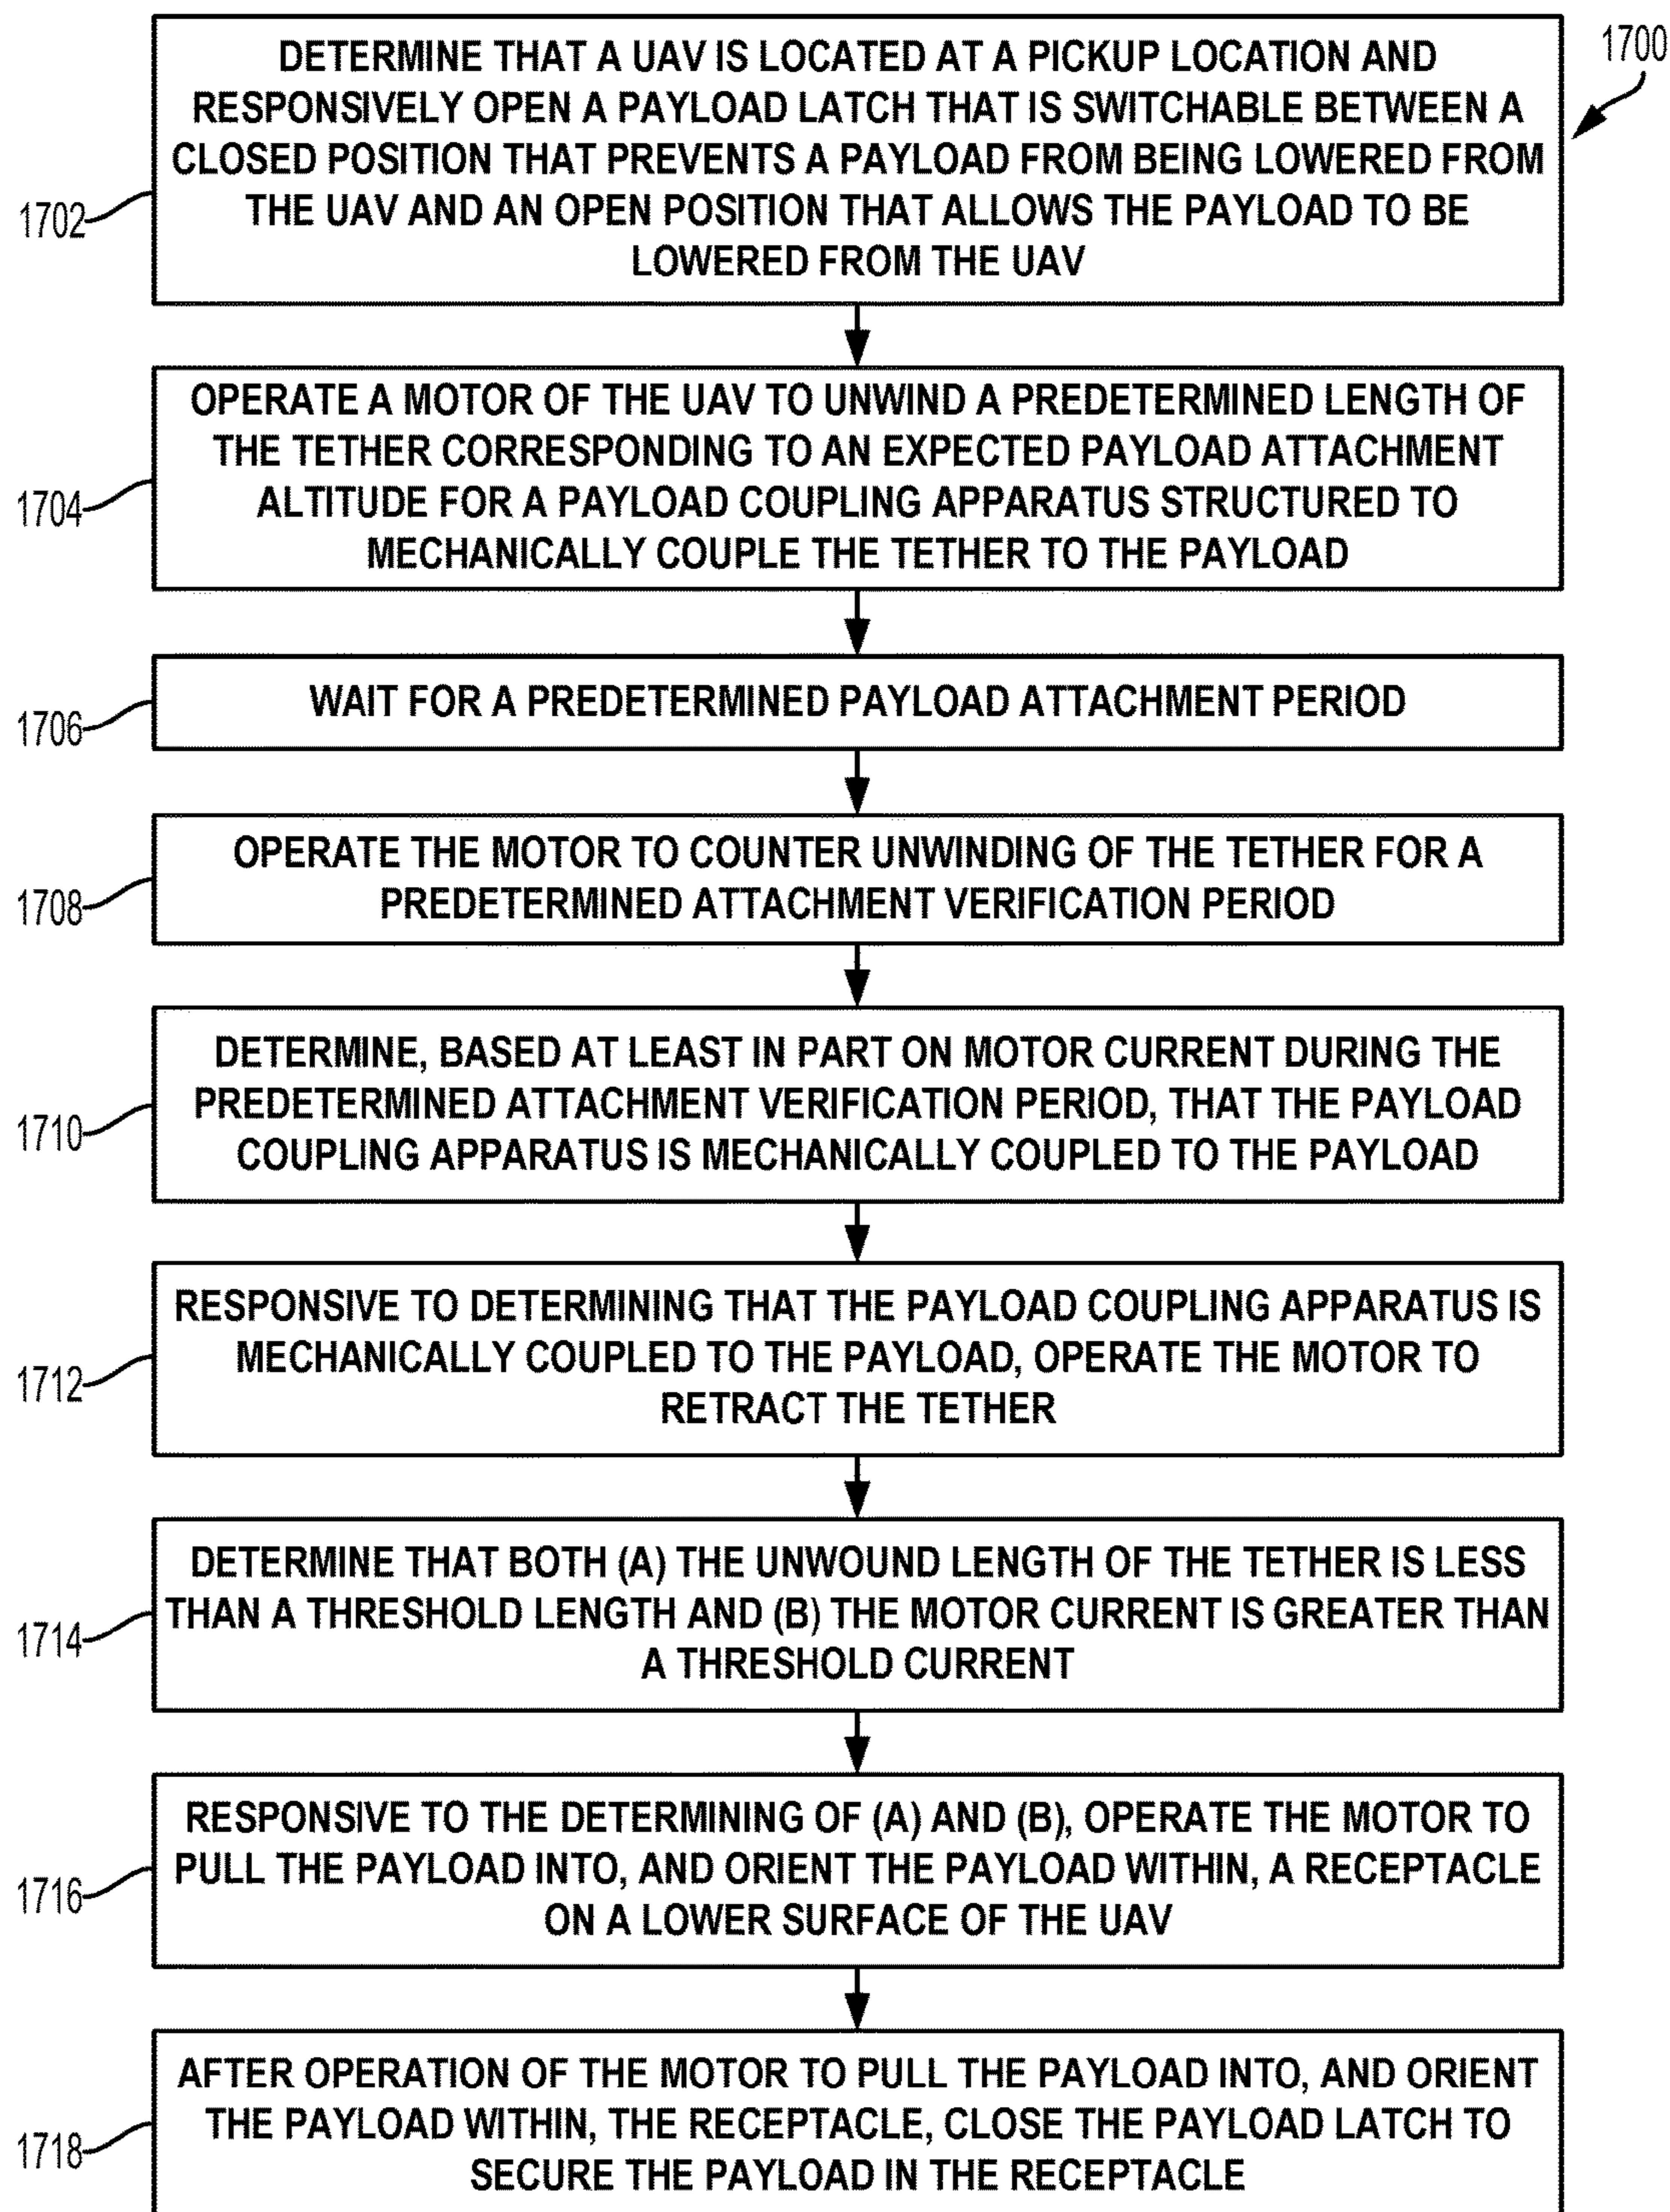 1700
DETERMINE THAT A UAV IS LOCATED AT A PICKUP LOCATION AND
RESPONSIVELY OPEN A PAYLOAD LATCH THAT IS SWITCHABLE BETWEEN A
CLOSED POSITION THAT PREVENTS A PAYLOAD FROM BEING LOWERED FROM
THE UAV AND AN OPEN POSITION THAT ALLOWS THE PAYLOAD TO BE
LOWERED FROM THE UAV
1702
OPERATE A MOTOR OF THE UAV TO UNWIND A PREDETERMINED LENGTH OF
THE TETHER CORRESPONDING TO AN EXPECTED PAYLOAD ATTACHMENT
ALTITUDE FOR A PAYLOAD COUPLING APPARATUS STRUCTURED TO
MECHANICALLY COUPLE THE TETHER TO THE PAYLOAD
1704
WAIT FOR A PREDETERMINED PAYLOAD ATTACHMENT PERIOD
1706
OPERATE THE MOTOR TO COUNTER UNWINDING OF THE TETHER FOR A
PREDETERMINED ATTACHMENT VERIFICATION PERIOD
1708
DETERMINE, BASED AT LEAST IN PART ON MOTOR CURRENT DURING THE
PREDETERMINED ATTACHMENT VERIFICATION PERIOD, THAT THE PAYLOAD
COUPLING APPARATUS IS MECHANICALLY COUPLED TO THE PAYLOAD
1710
RESPONSIVE TO DETERMINING THAT THE PAYLOAD COUPLING APPARATUS IS
MECHANICALLY COUPLED TO THE PAYLOAD, OPERATE THE MOTOR TO
RETRACT THE TETHER
1712
DETERMINE THAT BOTH (A) THE UNWOUND LENGTH OF THE TETHER IS LESS
THAN A THRESHOLD LENGTH AND (B) THE MOTOR CURRENT IS GREATER THAN
A THRESHOLD CURRENT
1714
RESPONSIVE TO THE DETERMINING OF (A) AND (B), OPERATE THE MOTOR TO
PULL THE PAYLOAD INTO, AND ORIENT THE PAYLOAD WITHIN, A RECEPTACLE
ON A LOWER SURFACE OF THE UAV
1716
AFTER OPERATION OF THE MOTOR TO PULL THE PAYLOAD INTO, AND ORIENT
THE PAYLOAD WITHIN, THE RECEPTACLE, CLOSE THE PAYLOAD LATCH TO
SECURE THE PAYLOAD IN THE RECEPTACLE
1718